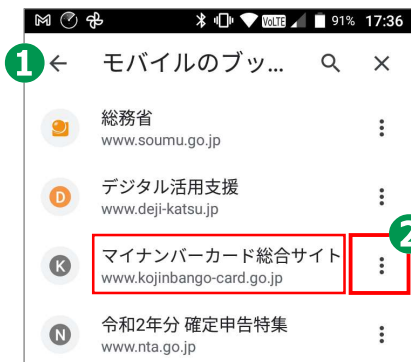 VoLTE 91% 17:36
1
モバイルのブッ...
総務省
www.soumu.go.jp
D
デジタル活用支援
www.deji-katsu.jp
2
K
マイナンバーカード総合サイト
www.kojinbango-card.go.jp
N
令和2年分 確定申告特集
www.nta.go.jp